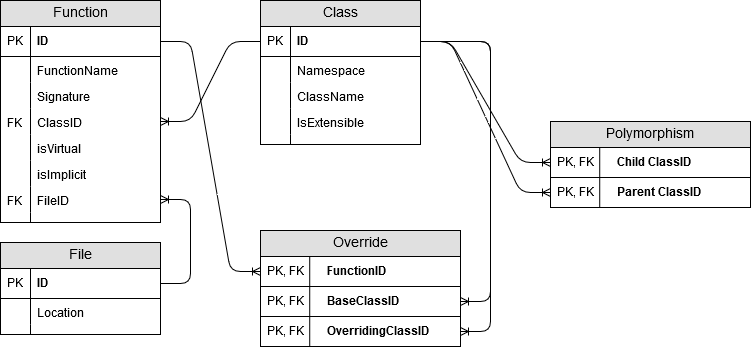 Function
PK ID
FunctionName
Signature
FK ClassID
isVirtual
isImplicit
FK FileID
File
PK ID
Location
Class
PK ID
Namespace
ClassName
IsExtensible
Override
PK, FK FunctionID
PK, FK BaseClassID
PK, FK OverridingClassID
Polymorphism
PK, FK Child ClassID
PK, FK Parent ClassID